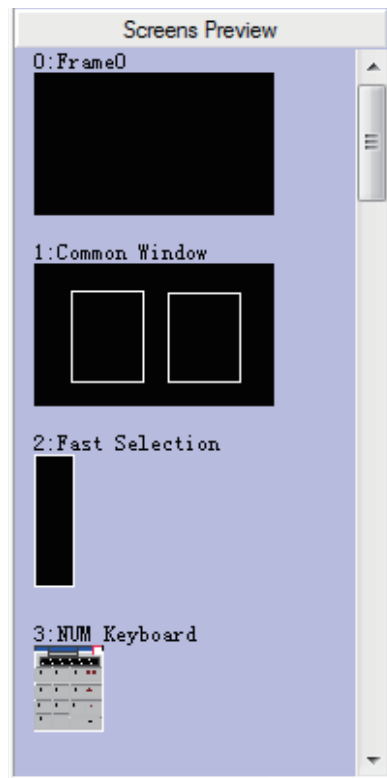 Screens Preview
0:Frame0
1:Common Window
2:Fast Selection
3:NUM Keyboard